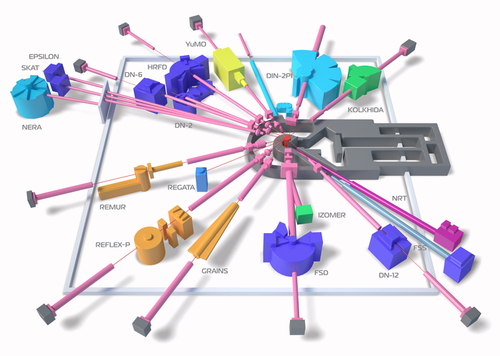 YuMO
EPSILON
SKAT
DN-6
HRFD
DIN-2PI
KOLKHIDA
NERA
DN-2
REMUR
REGATA
NRT
IZOMER
REFLEX-P
GRAINS
FSD
DN-12
FSS